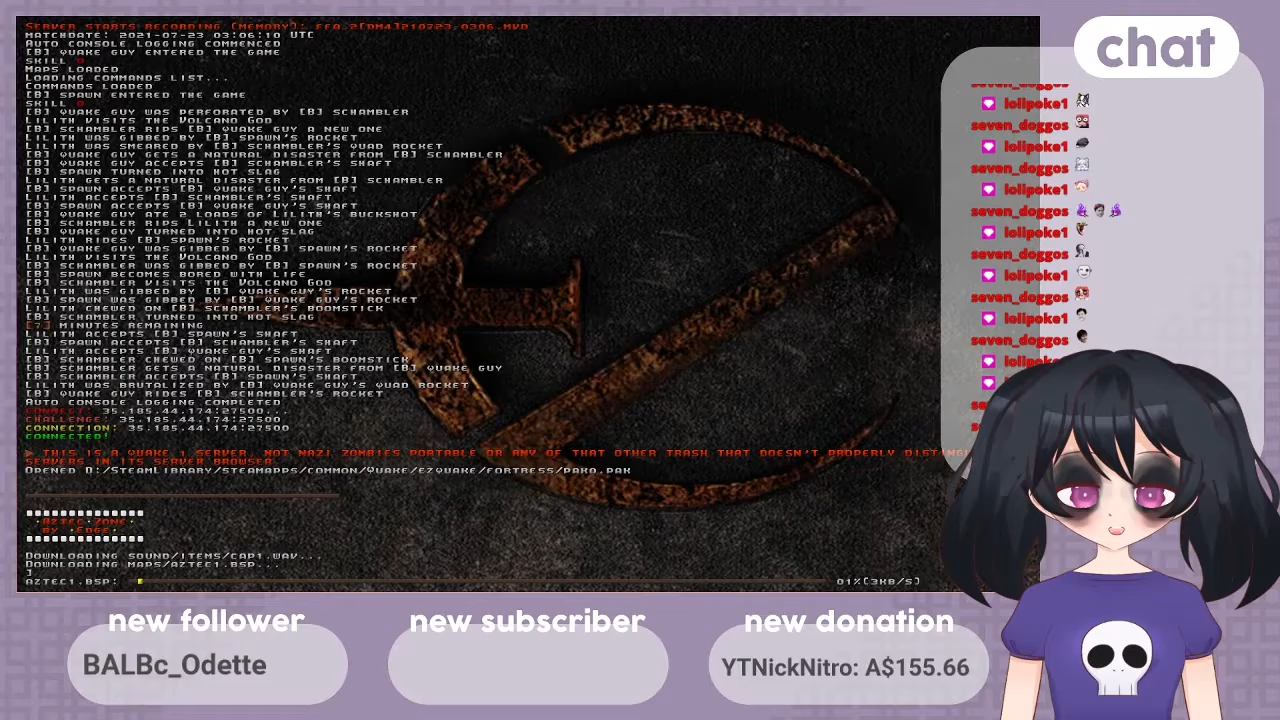 SERVER STARTS RECORDING (MEMORY): FFA_2[DM4]210723_0306.MVD
MATCHDATE: 2021-07-23 03:06:10 UTC
AUTO CONSOLE LOGGING COMMENCED
[B] QUAKE GUY ENTERED THE GAME
SKILL 0
MAPS LOADED
LOADING COMMANDS LIST...
COMMANDS LOADED
[B] SPAWN ENTERED THE GAME
SKILL 0
[B] QUAKE GUY WAS PERFORATED BY [B] SCHAMBLER
LILITH VISITS THE VOLCANO GOD
[B] SCHAMBLER RIPS [B] QUAKE GUY A NEW ONE
LILITH WAS GIBBED BY [B] SPAWN'S ROCKET
LILITH WAS SMEARED BY [B] SCHAMBLER'S QUAD ROCKET
[B] QUAKE GUY GETS A NATURAL DISASTER FROM [B] SCHAMBLER
[B] QUAKE GUY ACCEPTS [B] SCHAMBLER'S SHAFT
[B] SPAWN TURNED INTO HOT SLAG
LILITH GETS A NATURAL DISASTER FROM [B] SCHAMBLER
[B] SPAWN ACCEPTS [B] QUAKE GUY'S SHAFT
LILITH ACCEPTS [B] SCHAMBLER'S SHAFT
[B] SPAWN ACCEPTS [B] QUAKE GUY'S SHAFT
[B] QUAKE GUY ATE 2 LOADS OF LILITH'S BUCKSHOT
[B] SCHAMBLER RIPS LILITH A NEW ONE
[B] QUAKE GUY TURNED INTO HOT SLAG
LILITH RIDES [B] SPAWN'S ROCKET
[B] QUAKE GUY WAS GIBBED BY [B] SPAWN'S ROCKET
LILITH VISITS THE VOLCANO GOD
[B] SCHAMBLER WAS GIBBED BY [B] SPAWN'S ROCKET
[B] SPAWN BECOMES BORED WITH LIFE
[B] SCHAMBLER VISITS THE VOLCANO GOD
LILITH WAS GIBBED BY [B] QUAKE GUY'S ROCKET
[B] SPAWN WAS GIBBED BY [B] QUAKE GUY'S ROCKET
LILITH CHEWED ON [B] SCHAMBLER'S BOOMSTICK
[B] SCHAMBLER TURNED INTO HOT SLAG
[7] MINUTES REMAINING
LILITH ACCEPTS [B] SPAWN'S SHAFT
[B] SPAWN ACCEPTS [B] SCHAMBLER'S SHAFT
LILITH ACCEPTS [B] QUAKE GUY'S SHAFT
[B] SCHAMBLER CHEWED ON [B] SPAWN'S BOOMSTICK
[B] SCHAMBLER GETS A NATURAL DISASTER FROM [B] QUAKE GUY
[B] SCHAMBLER ACCEPTS [B] SPAWN'S SHAFT
LILITH WAS BRUTALIZED BY [B] QUAKE GUY'S QUAD ROCKET
[B] QUAKE GUY RIDES [B] SCHAMBLER'S ROCKET
AUTO CONSOLE LOGGING COMPLETED
CONNECT: 35.185.44.174:27500...
CHALLENGE: 35.185.44.174:27500
CONNECTION: 35.185.44.174:27500
CONNECTED!
THIS IS A QUAKE 1 SERVER, NOT NAZI ZOMBIES PORTABLE OR ANY OF THAT OTHER TRASH THAT DOESN'T PROPERLY
SERVERS IN ITS SERVER BROWSER
OPENED D:/STEAMLIBRARY/STEAMAPPS/COMMON/QUAKE/EZQUAKE/FORTRESS/PAK0.PAK
AZTEC ZONE
BY EDGE
DOWNLOADING SOUND/ITEMS/CAP1.WAV...
DOWNLOADING MAPS/AZTEC1.BSP...
]
AZTEC1.BSP: 01%(3KB/S)
chat
seven_doggos
lolipoke1
seven_doggos
lolipoke1
seven_doggos
lolipoke1
seven_doggos
lolipoke1
seven_doggos
lolipoke1
seven_doggos
lolipoke1
seven_doggos
new follower
BALBc_Odette
new subscriber
new donation
YTNickNitro: A$155.66